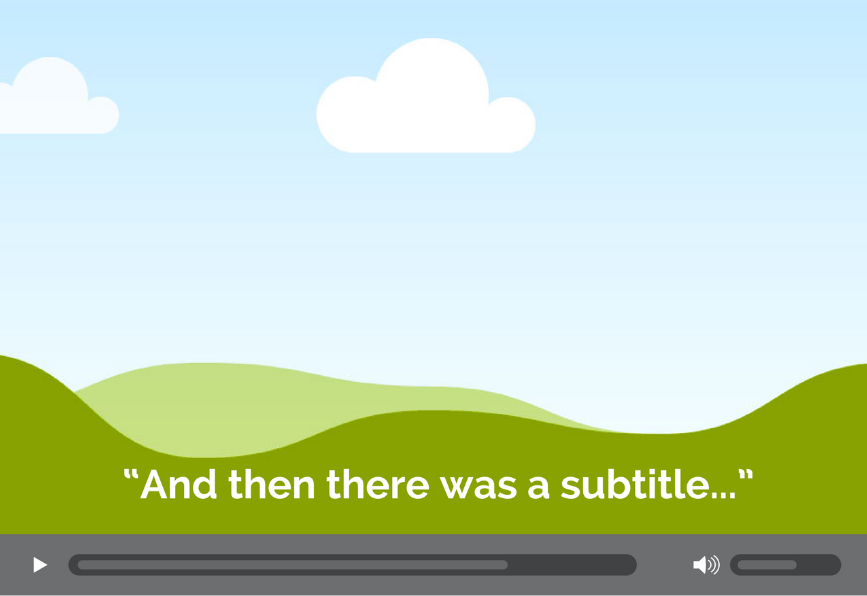 “And then there was a subtitle...”